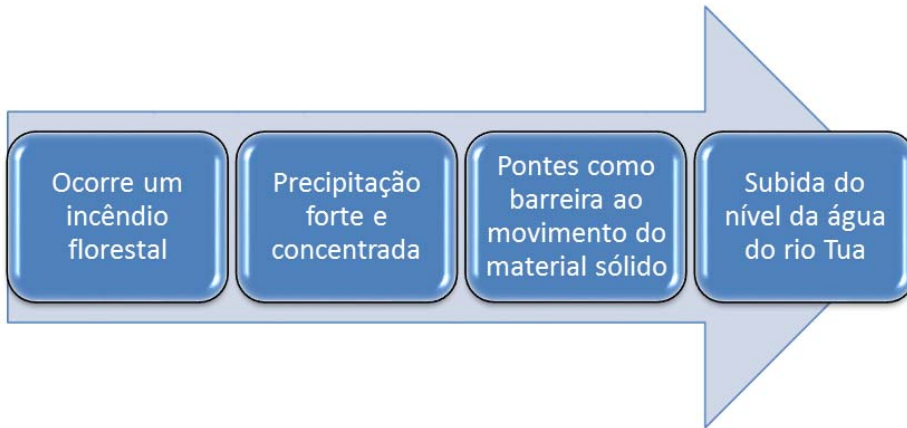 Ocorre um
incêndio
florestal
Precipitação
forte e
concentrada
Pontes como
barreira ao
movimento do
material sólido
Subida do
nível da água
do rio Tua